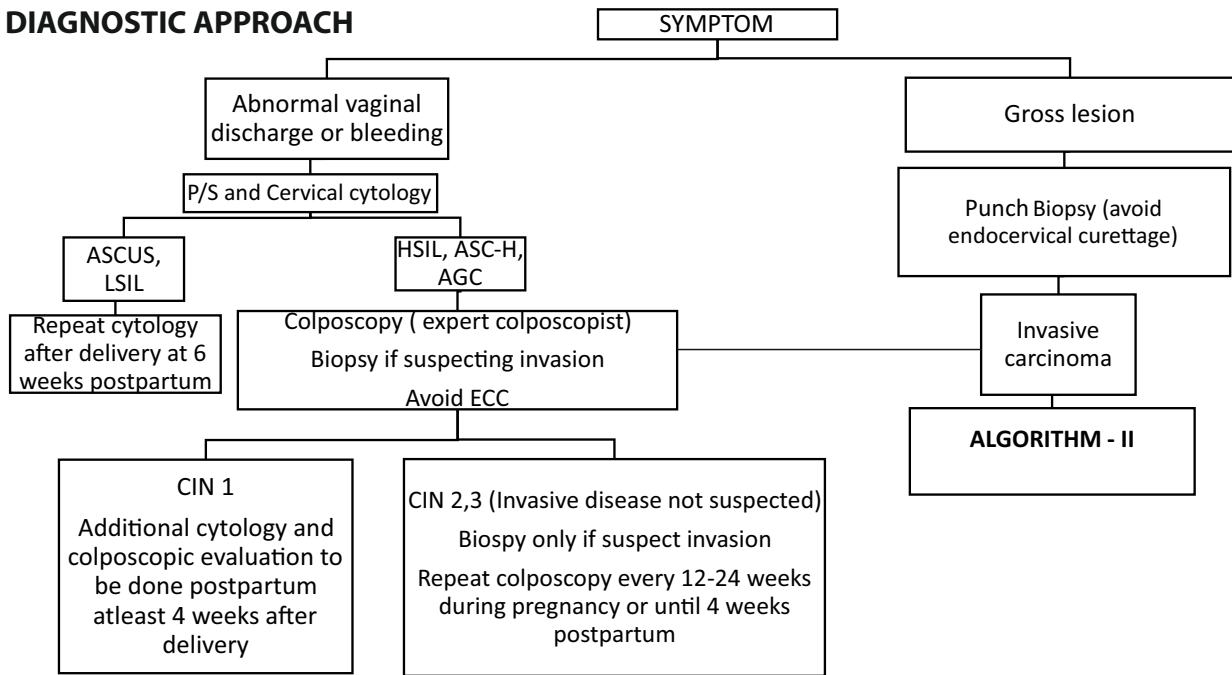 DIAGNOSTIC APPROACH
SYMPTOM
Abnormal vaginal
discharge or bleeding
Gross lesion
P/S and Cervical cytology
Punch Biopsy (avoid
endocervical curettage)
ASCUS,
LSIL
HSIL, ASC-H,
AGC
Repeat cytology
after delivery at 6
weeks postpartum
Colposcopy ( expert colposcopist)
Biopsy if suspecting invasion
Avoid ECC
Invasive
carcinoma
ALGORITHM - II
CIN 1
Additional cytology and
colposcopic evaluation to
be done postpartum
atleast 4 weeks after
delivery
CIN 2,3 (Invasive disease not suspected)
Biospy only if suspect invasion
Repeat colposcopy every 12-24 weeks
during pregnancy or until 4 weeks
postpartum